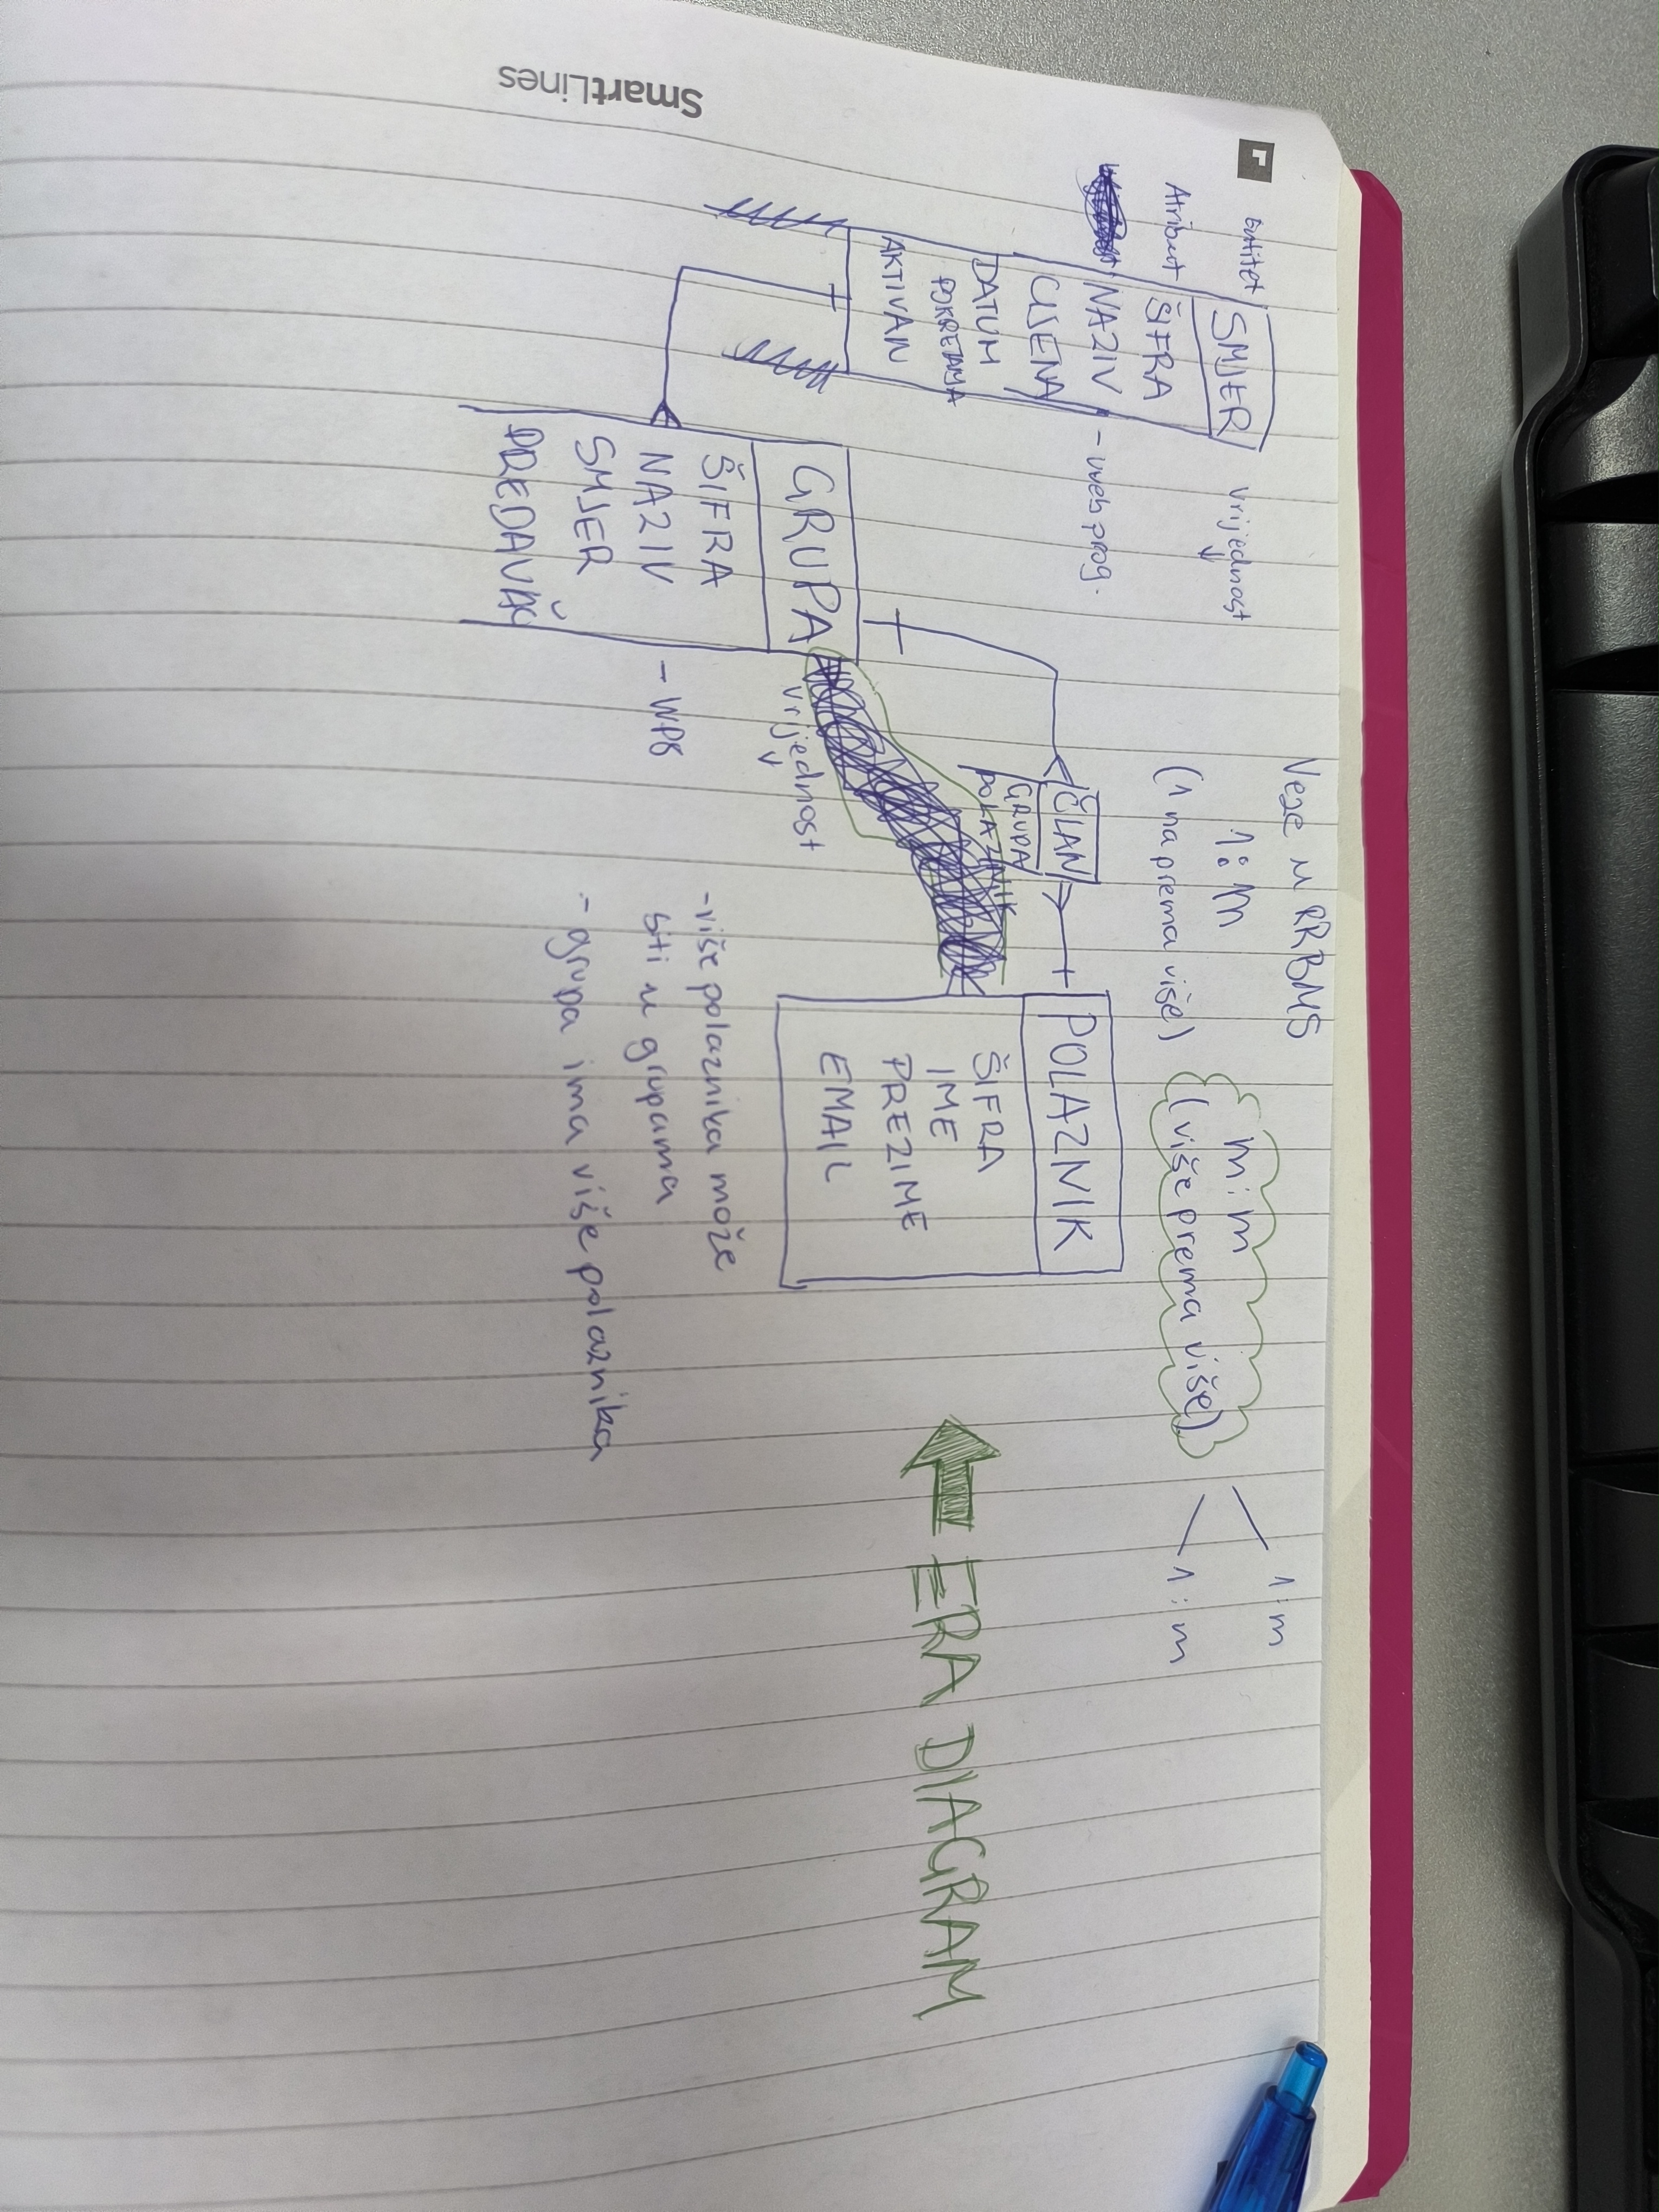 Veze u RRBMS
1:M
(1 na prema više)
m:m
(više prema više)
1:m
1:m
Entitet
Atribut
SMJER
ŠIFRA
NAZIV
CIJENA
DATUM
POKRETANJA
AKTIVAN
vrijednost
- web prog.
ČLAN
GRUPA
POLAZNIK
POLAZNIK
ŠIFRA
IME
PREZIME
EMAIL
GRUPA
ŠIFRA
NAZIV
SMJER
PREDAVAČ
vrijednost
- WP8
- više polaznika može
biti u grupama
- grupa ima više polaznika
ERA DIAGRAM
SmartLines